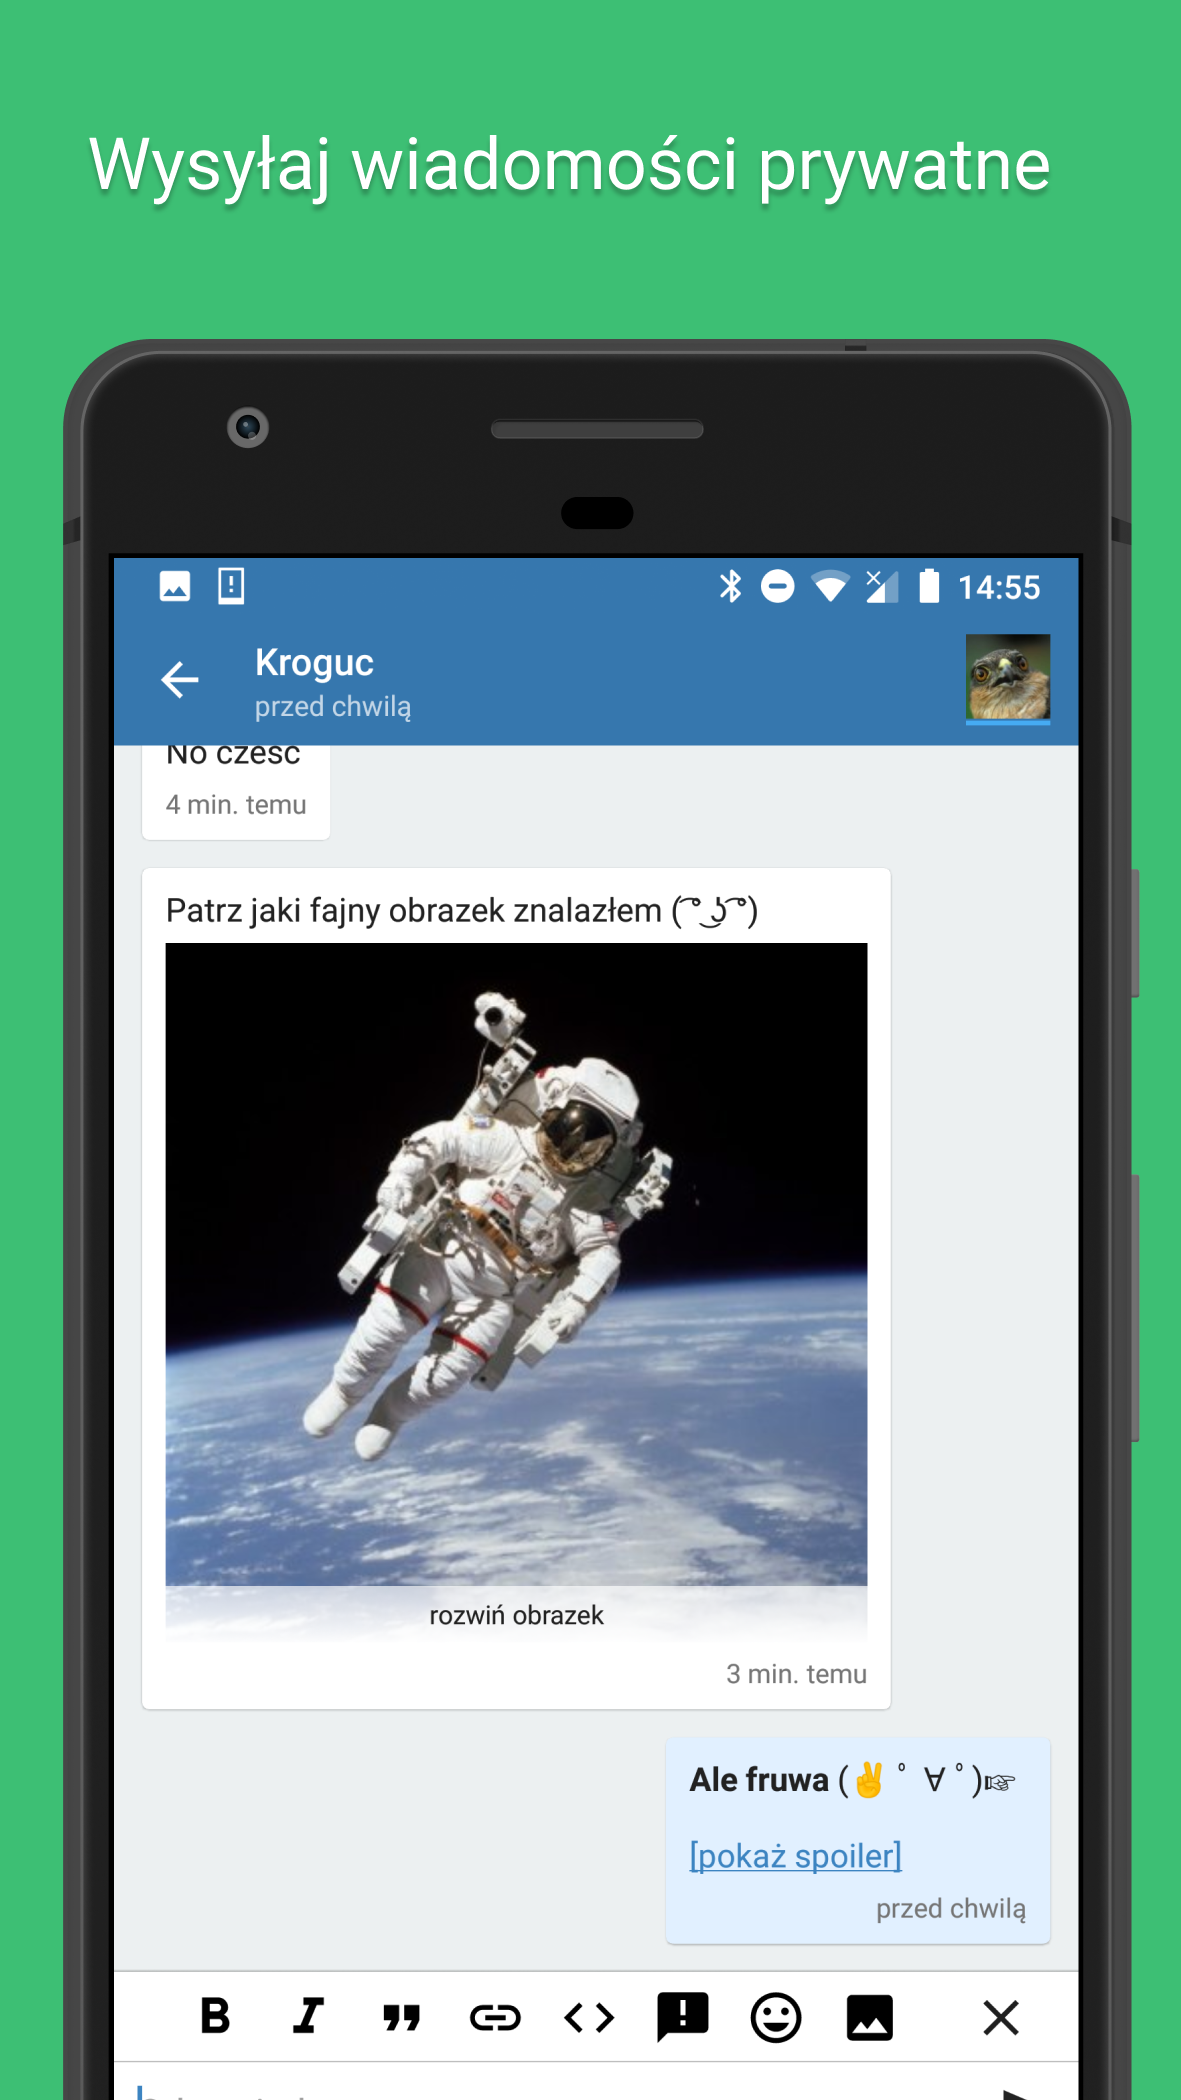 Wysyłaj wiadomości prywatne
14:55
Kroguc
przed chwilą
No cześć
4 min. temu
Patrz jaki fajny obrazek znalazłem ( ͡° ͜ʖ ͡°)
rozwiń obrazek
3 min. temu
Ale fruwa (✌ ﾟ ∀ ﾟ)☞
[pokaż spoiler]
przed chwilą